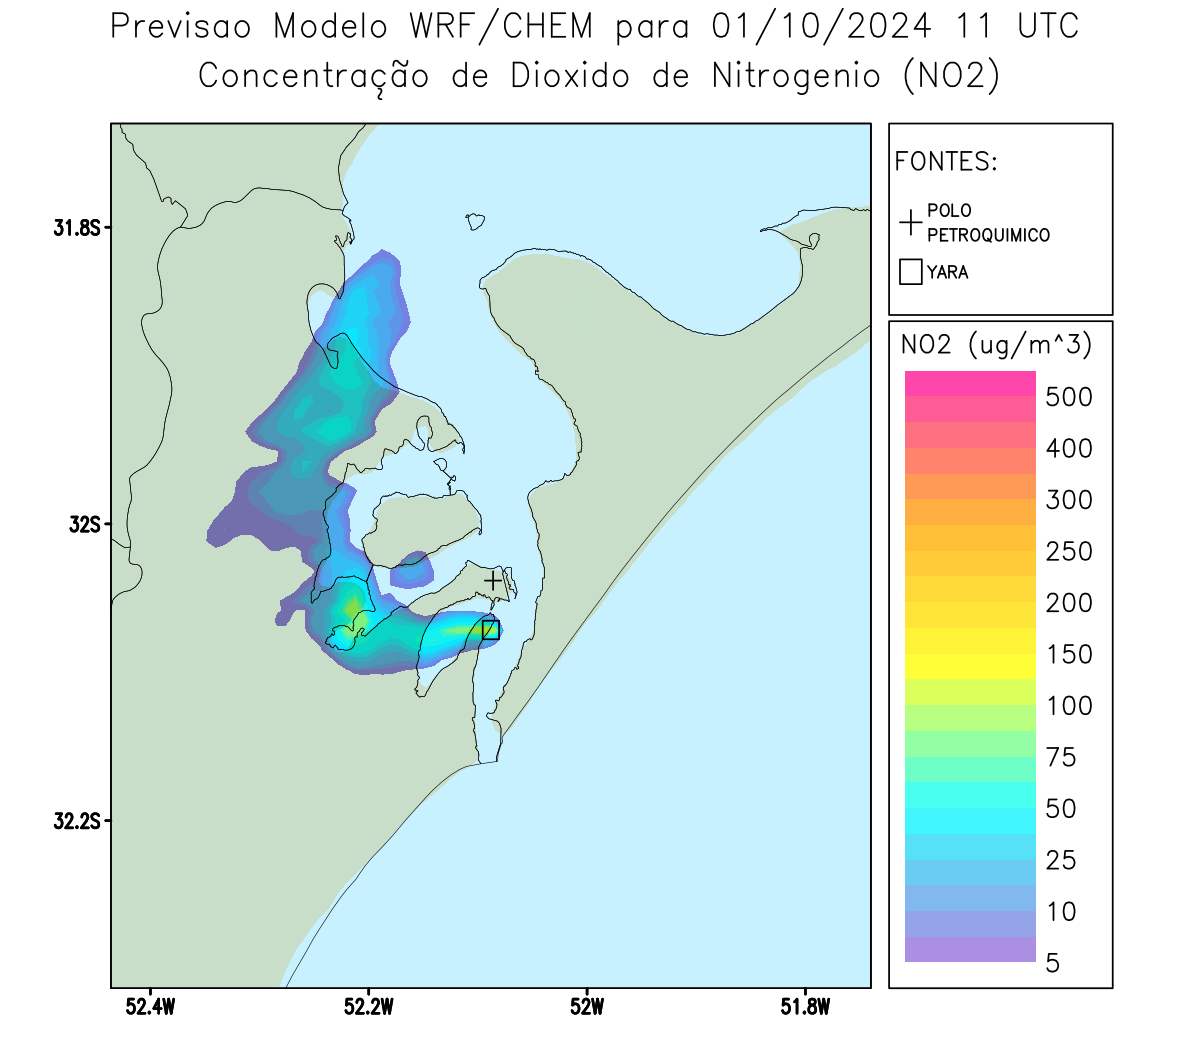 Previsao Modelo WRF/CHEM para 01/10/2024 11 UTC
Concentração de Dioxido de Nitrogenio (NO2)
FONTES:
POLO
PETROQUIMICO
YARA
31.8S
32S
32.2S
52.4W
52.2W
52W
51.8W
NO2 (ug/m^3)
500
400
300
250
200
150
100
75
50
25
10
5